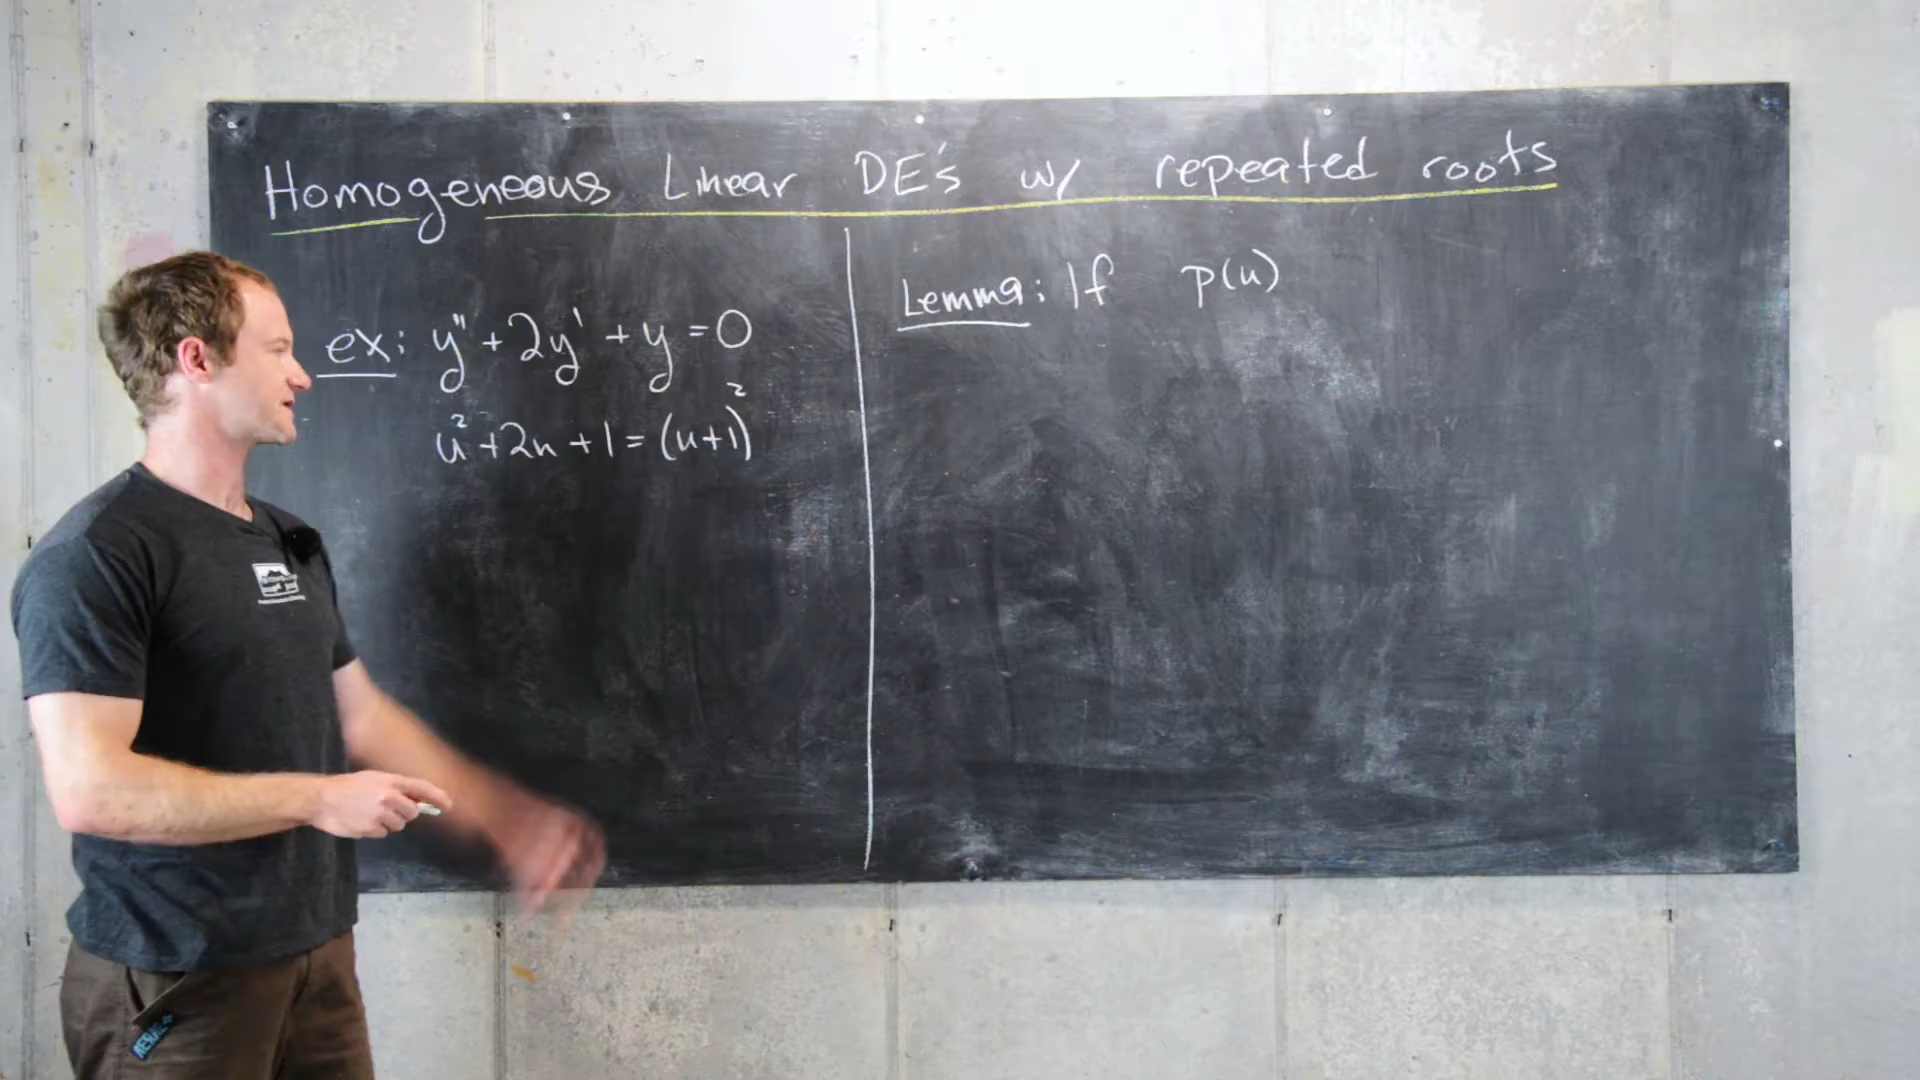 Homogeneous Linear DE's w/ repeated roots
ex: y" + 2y' + y = 0
u² + 2u + 1 = (u+1)²
Lemma: If p(u)